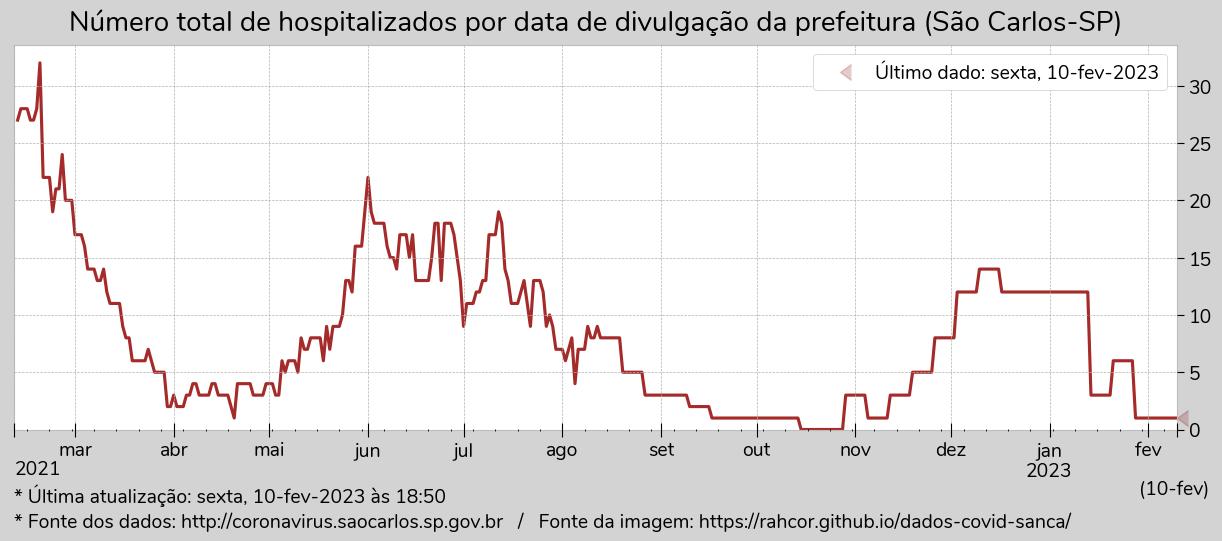 Número total de hospitalizados por data de divulgação da prefeitura (São Carlos-SP)
Último dado: sexta, 10-fev-2023
30
25
20
15
10
5
0
mar abr mai jun jul ago set out nov dez jan fev
2021 2023
(10-fev)
* Última atualização: sexta, 10-fev-2023 às 18:50
* Fonte dos dados: http://coronavirus.saocarlos.sp.gov.br / Fonte da imagem: https://rahcor.github.io/dados-covid-sanca/